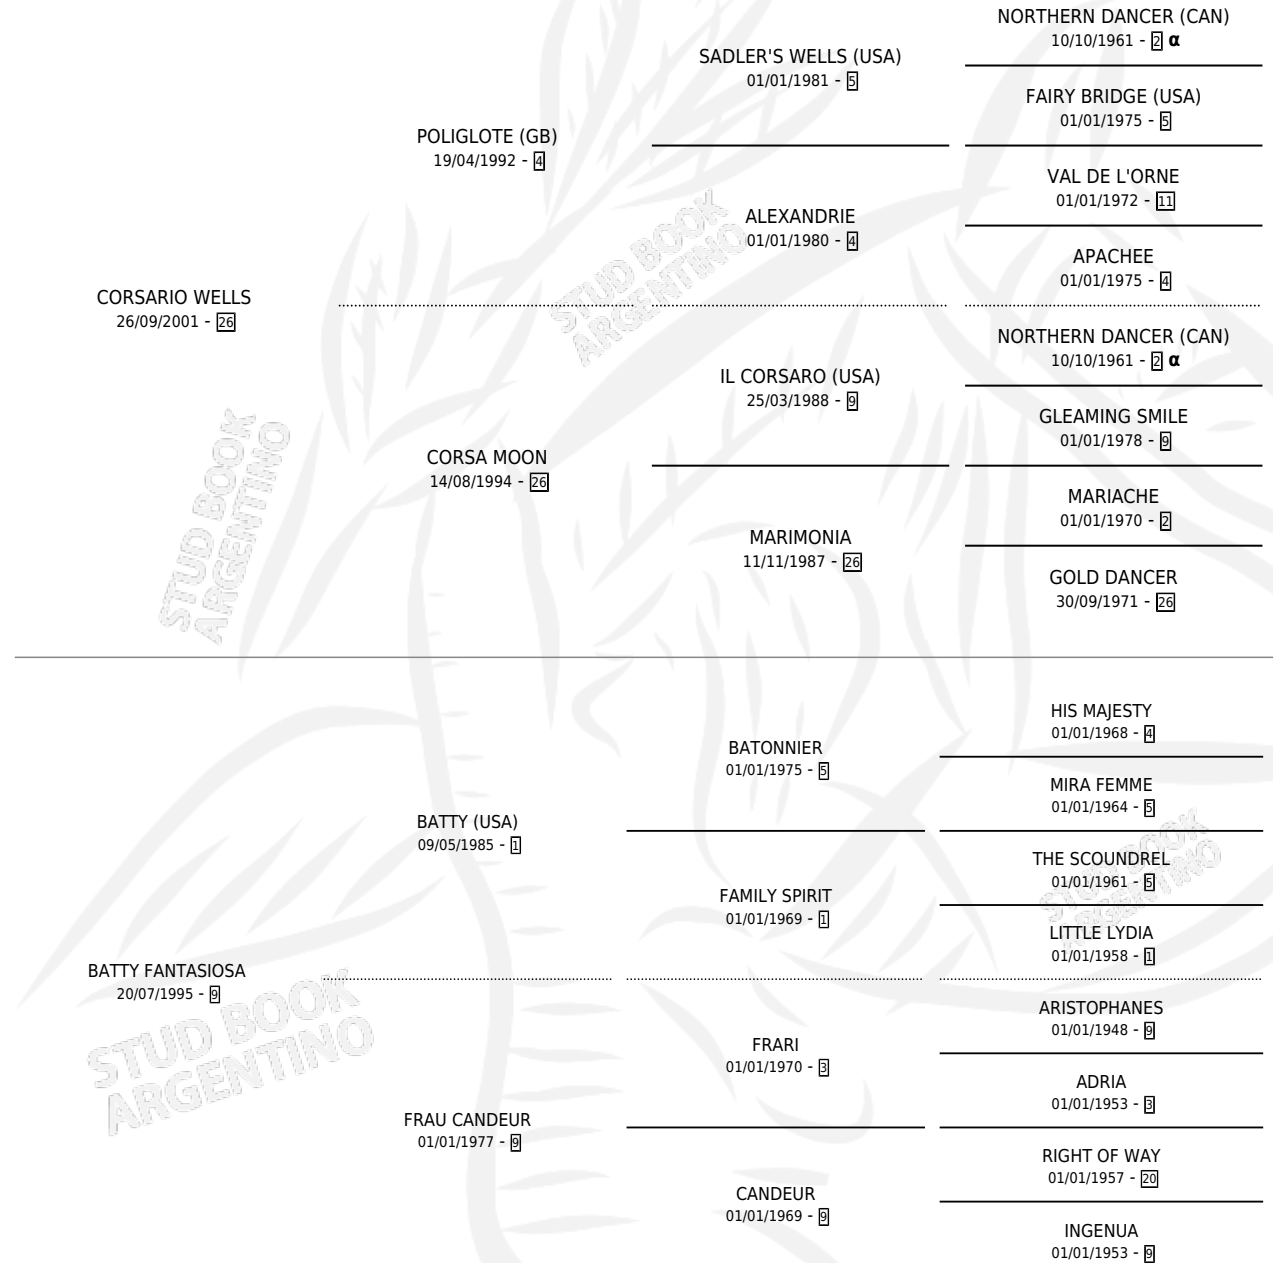 NORTHERN DANCER (CAN)
10/10/1961 - 2 α
SADLER'S WELLS (USA)
01/01/1981 - 5
FAIRY BRIDGE (USA)
01/01/1975 - 5
POLIGLOTE (GB)
19/04/1992 - 4
VAL DE L'ORNE
01/01/1972 - 11
ALEXANDRIE
01/01/1980 - 4
APACHEE
01/01/1975 - 4
CORSARIO WELLS
26/09/2001 - 26
STUD BOOK
ARGENTINO
NORTHERN DANCER (CAN)
10/10/1961 - 2 α
IL CORSARO (USA)
25/03/1988 - 9
GLEAMING SMILE
01/01/1978 - 9
CORSA MOON
14/08/1994 - 26
MARIACHE
01/01/1970 - 2
MARIMONIA
11/11/1987 - 26
GOLD DANCER
30/09/1971 - 26
STUD BOOK
ARGENTINO
HIS MAJESTY
01/01/1968 - 4
BATONNIER
01/01/1975 - 5
MIRA FEMME
01/01/1964 - 5
BATTY (USA)
09/05/1985 - 1
THE SCOUNDREL
01/01/1961 - 5
FAMILY SPIRIT
01/01/1969 - 1
LITTLE LYDIA
01/01/1958 - 1
STUD BOOK
ARGENTINO
BATTY FANTASIOSA
20/07/1995 - 9
STUD BOOK
ARGENTINO
ARISTOPHANES
01/01/1948 - 9
FRARI
01/01/1970 - 3
ADRIA
01/01/1953 - 3
FRAU CANDEUR
01/01/1977 - 9
RIGHT OF WAY
01/01/1957 - 20
CANDEUR
01/01/1969 - 9
INGENUA
01/01/1953 - 9